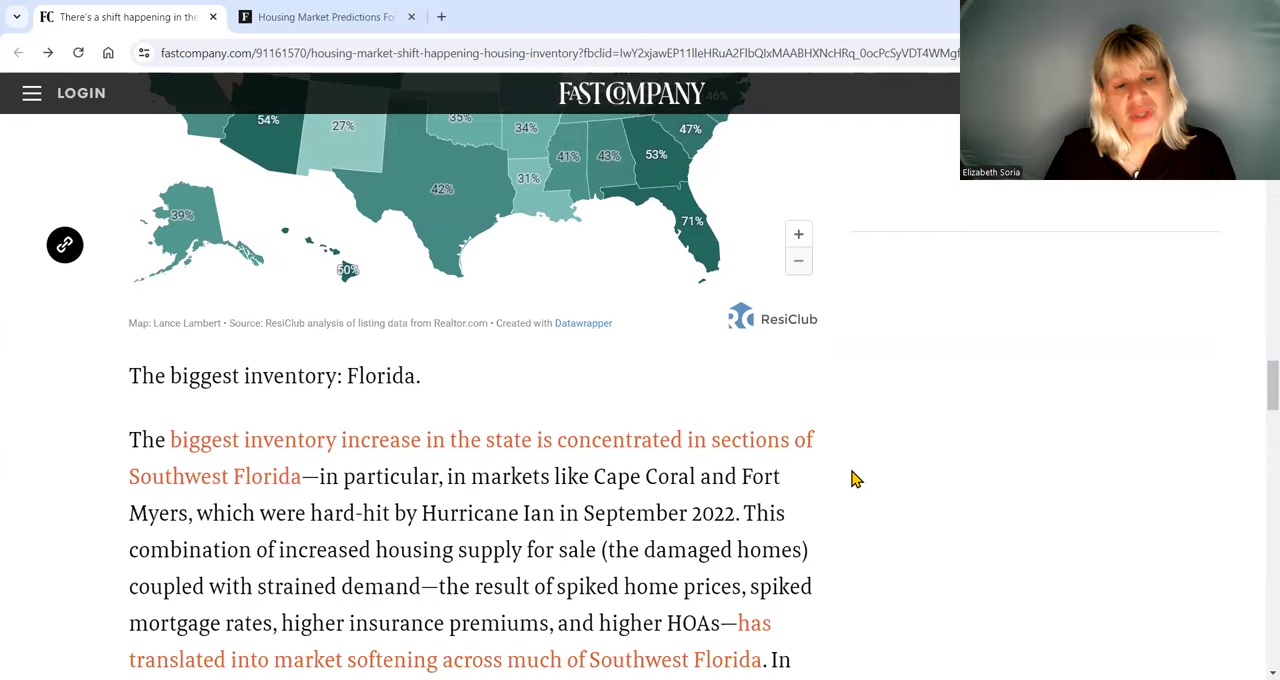 FC There's a shift happening in the
Housing Market Predictions Fo
fastcompany.com/91161570/housing-market-shift-happening-housing-inventory?fbclid=IwY2xjawEP11lleHRuA2FlbQIxMAABHXNcHRq_0ocPcSyVDT4WMgf
LOGIN
FAST COMPANY
46%
54%
27%
35%
34%
47%
41%
43%
53%
31%
42%
39%
71%
50%
+
−
Map: Lance Lambert • Source: ResiClub analysis of listing data from Realtor.com • Created with Datawrapper
ResiClub
The biggest inventory: Florida.
The biggest inventory increase in the state is concentrated in sections of
Southwest Florida—in particular, in markets like Cape Coral and Fort
Myers, which were hard-hit by Hurricane Ian in September 2022. This
combination of increased housing supply for sale (the damaged homes)
coupled with strained demand—the result of spiked home prices, spiked
mortgage rates, higher insurance premiums, and higher HOAs—has
translated into market softening across much of Southwest Florida. In
Elizabeth Soria